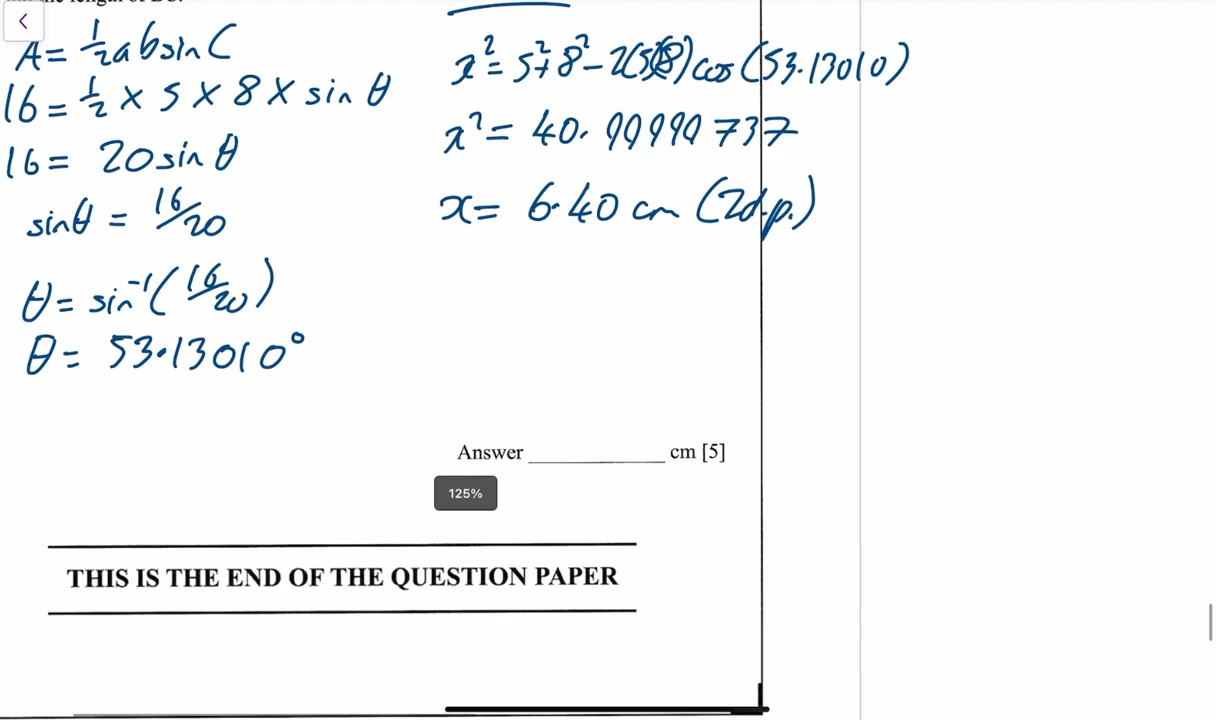 A = 1/2 a b sin C
16 = 1/2 × 5 × 8 × sin θ
16 = 20 sin θ
sin θ = 16/20
θ = sin⁻¹(16/20)
θ = 53.13010°
x² = 5² + 8² - 2(5)(8) cos (53.13010)
x² = 40.99999737
x = 6.40 cm (2d.p.)
Answer ____________ cm [5]
125%
THIS IS THE END OF THE QUESTION PAPER